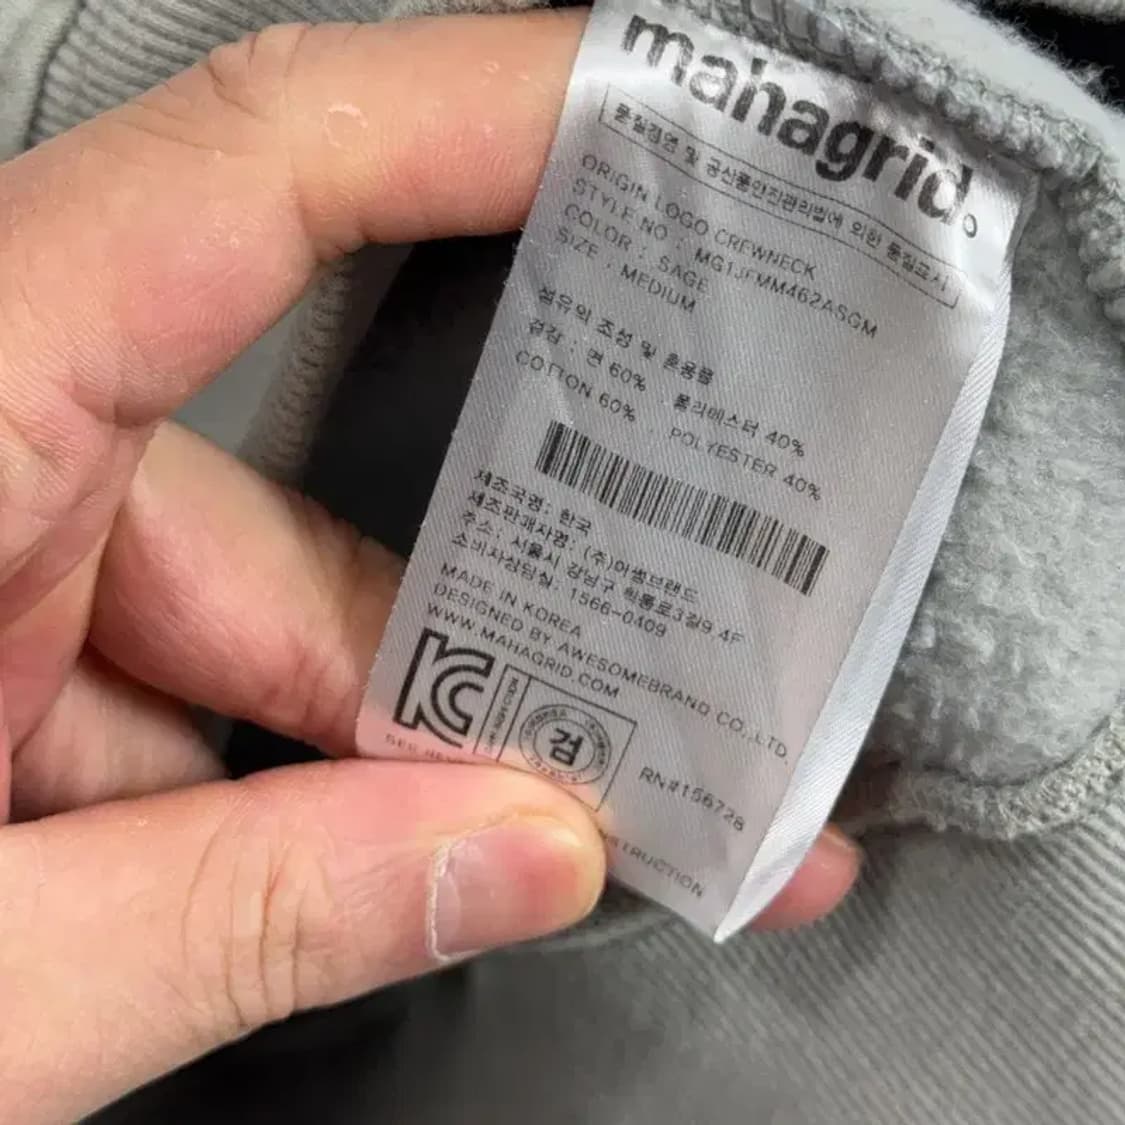 mahagrid.
품질경영 및 공산품안전관리법에 의한 품질표시
ORIGIN LOGO CREWNECK
STYLE NO : MG1JFMM462ASGM
COLOR : SAGE
SIZE : MEDIUM
섬유의 조성 및 혼용률
겉감 : 면 60% 폴리에스터 40%
COTTON 60% . POLYESTER 40%
제조국명: 한국
제조판매자명: (주)어썸브랜드
주소: 서울시 강남구 학동로3길9 4F
소비자상담실: 1566-0409
MADE IN KOREA
DESIGNED BY AWESOMEBRAND CO.,LTD.
WWW.MAHAGRID.COM
KC
검
RN#156728
SEE